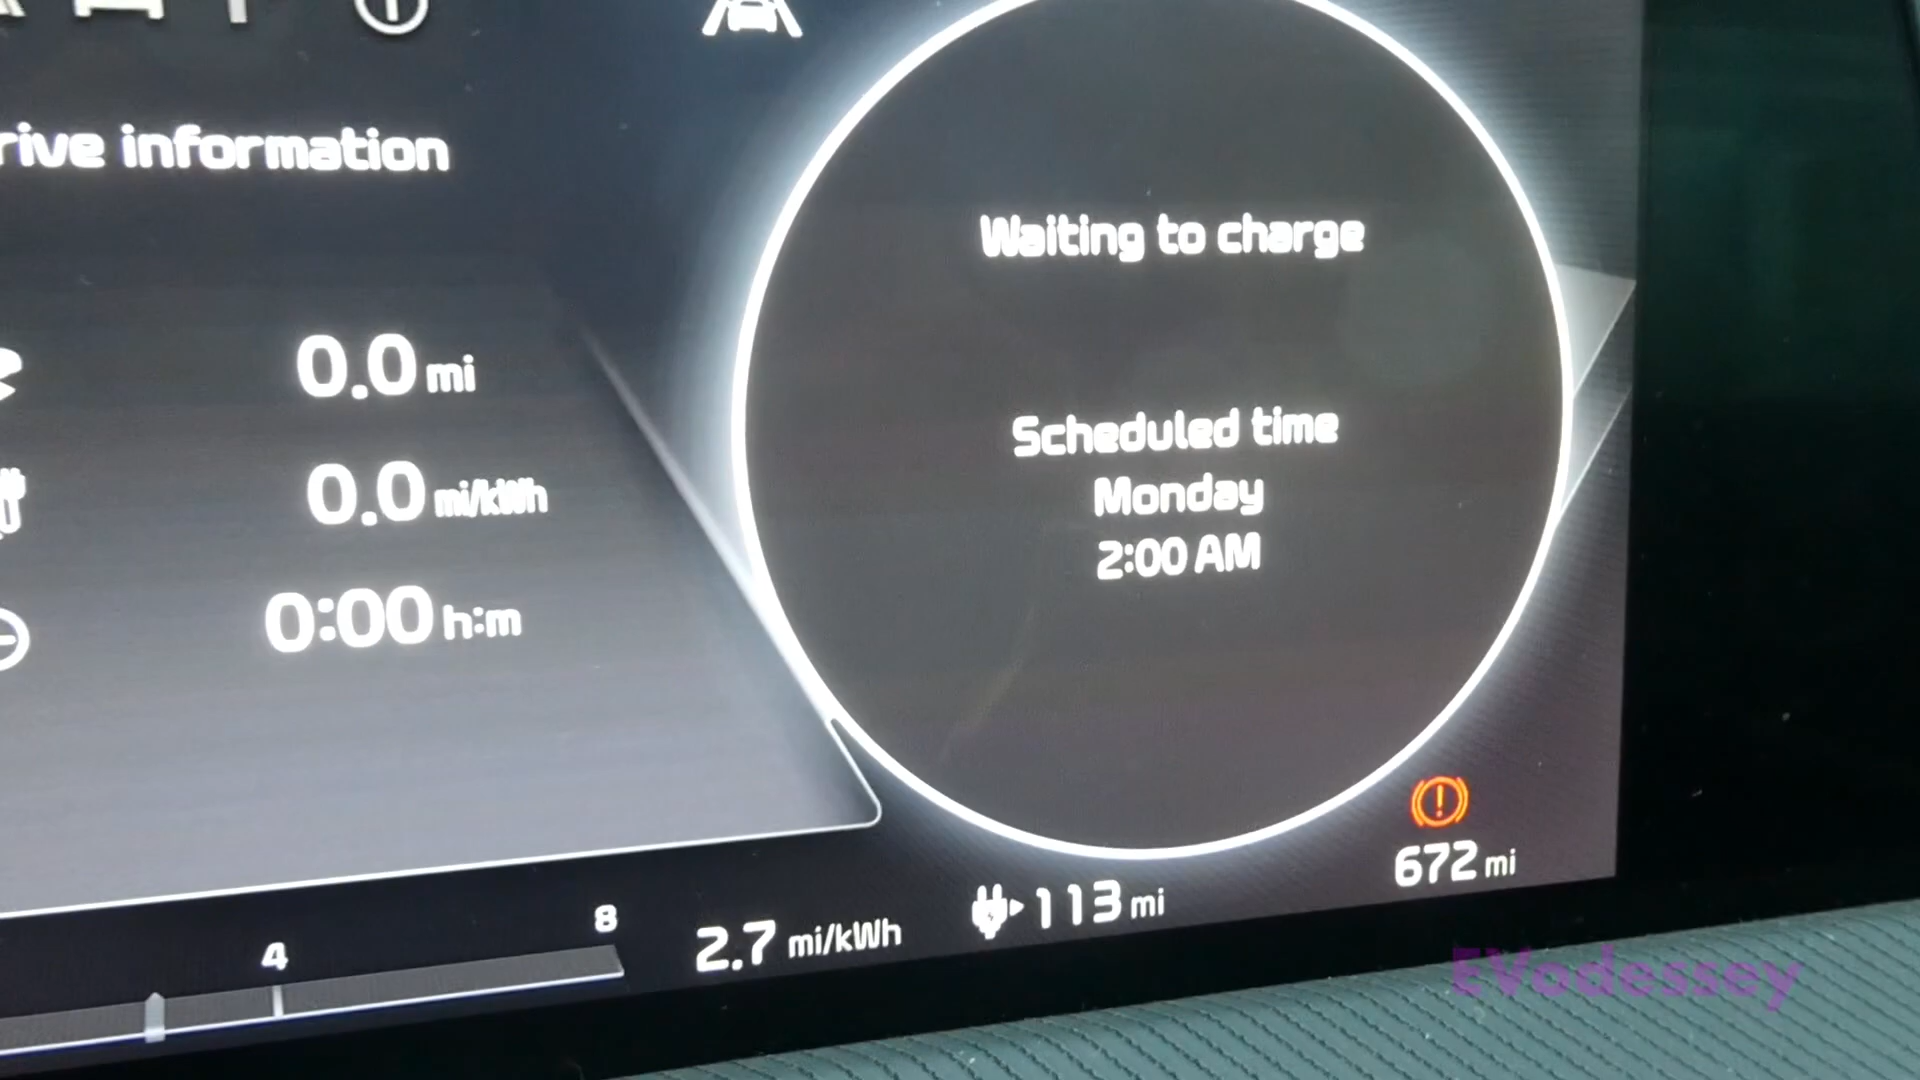 rive information
0.0 mi
0.0 mi/kWh
0:00 h:m
Waiting to charge
Scheduled time
Monday
2:00 AM
4
8
2.7 mi/kWh
113 mi
672 mi
EVodessey